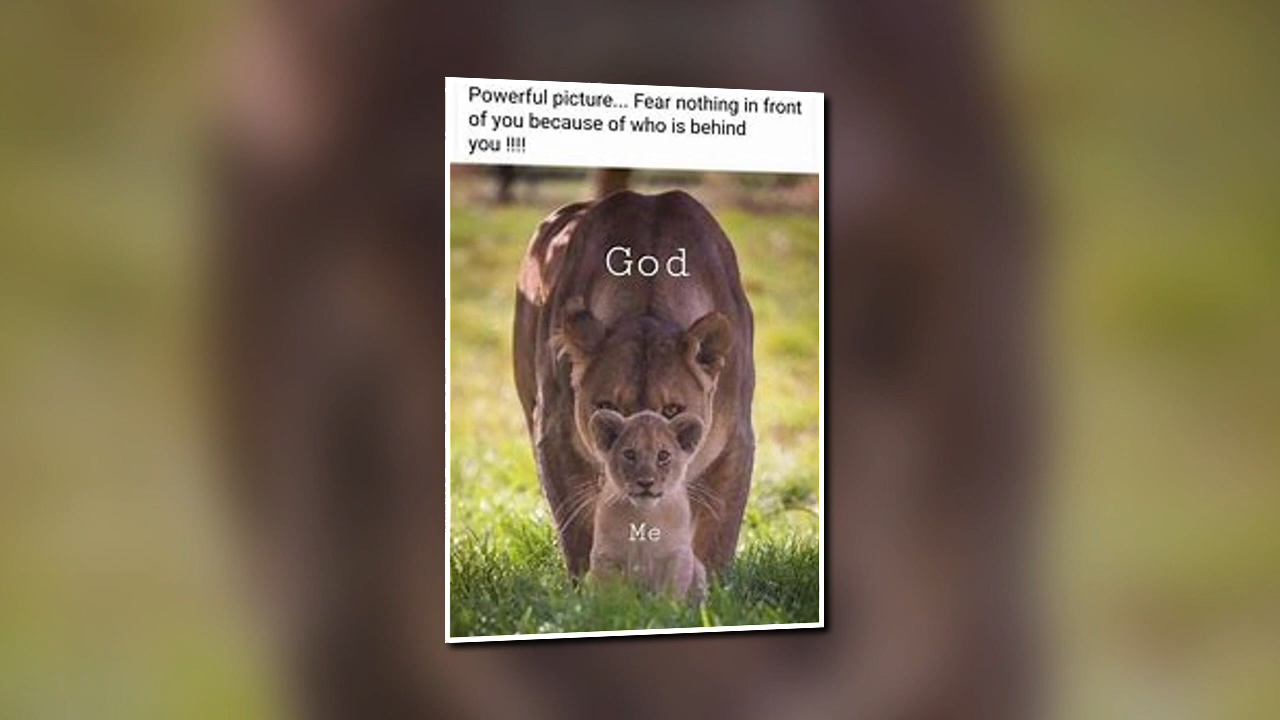 Powerful picture... Fear nothing in front
of you because of who is behind
you !!!!
God
Me